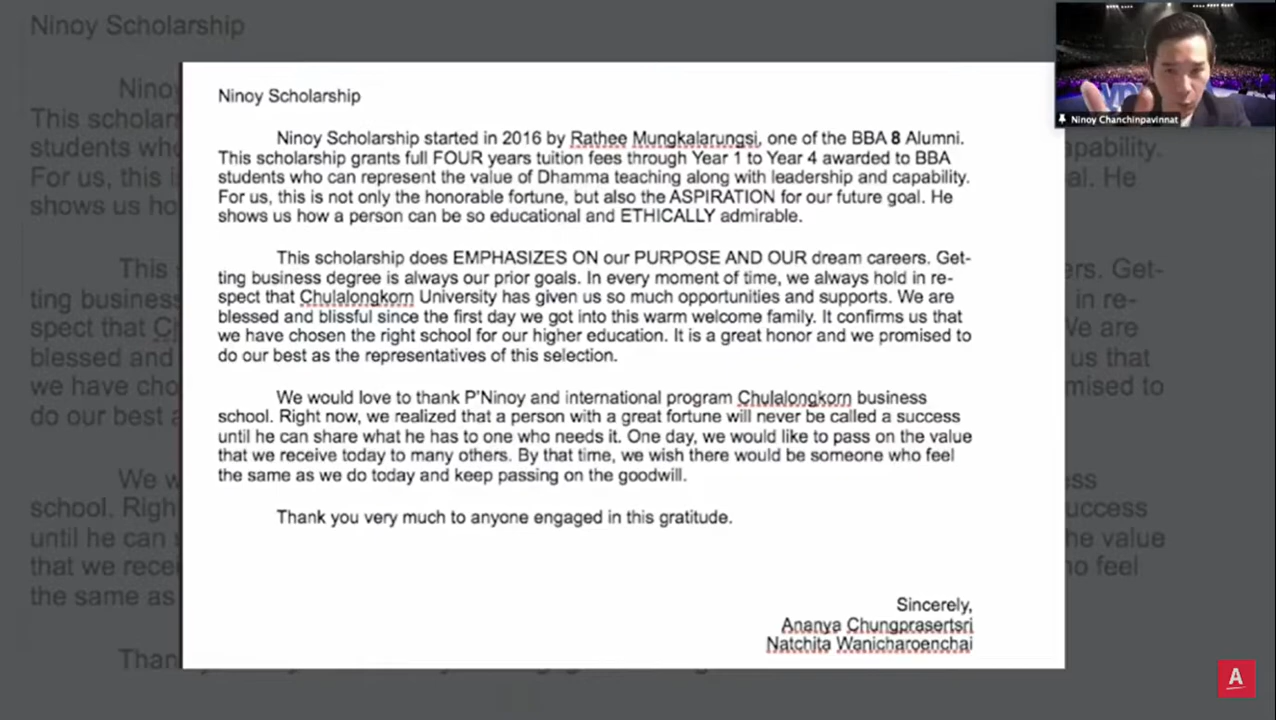 Ninoy Scholarship
Ninoy Scholarship started in 2016 by Rathee Mungkalarungsi, one of the BBA 8 Alumni.
This scholarship grants full FOUR years tuition fees through Year 1 to Year 4 awarded to BBA
students who can represent the value of Dhamma teaching along with leadership and capability.
For us, this is not only the honorable fortune, but also the ASPIRATION for our future goal. He
shows us how a person can be so educational and ETHICALLY admirable.
This scholarship does EMPHASIZES ON our PURPOSE AND OUR dream careers. Get-
ting business degree is always our prior goals. In every moment of time, we always hold in re-
spect that Chulalongkorn University has given us so much opportunities and supports. We are
blessed and blissful since the first day we got into this warm welcome family. It confirms us that
we have chosen the right school for our higher education. It is a great honor and we promised to
do our best as the representatives of this selection.
We would love to thank P'Ninoy and international program Chulalongkorn business
school. Right now, we realized that a person with a great fortune will never be called a success
until he can share what he has to one who needs it. One day, we would like to pass on the value
that we receive today to many others. By that time, we wish there would be someone who feel
the same as we do today and keep passing on the goodwill.
Thank you very much to anyone engaged in this gratitude.
Sincerely,
Ananya Chungprasertsri
Natchita Wanicharoenchai
Ninoy Chanchinpavinnat
A